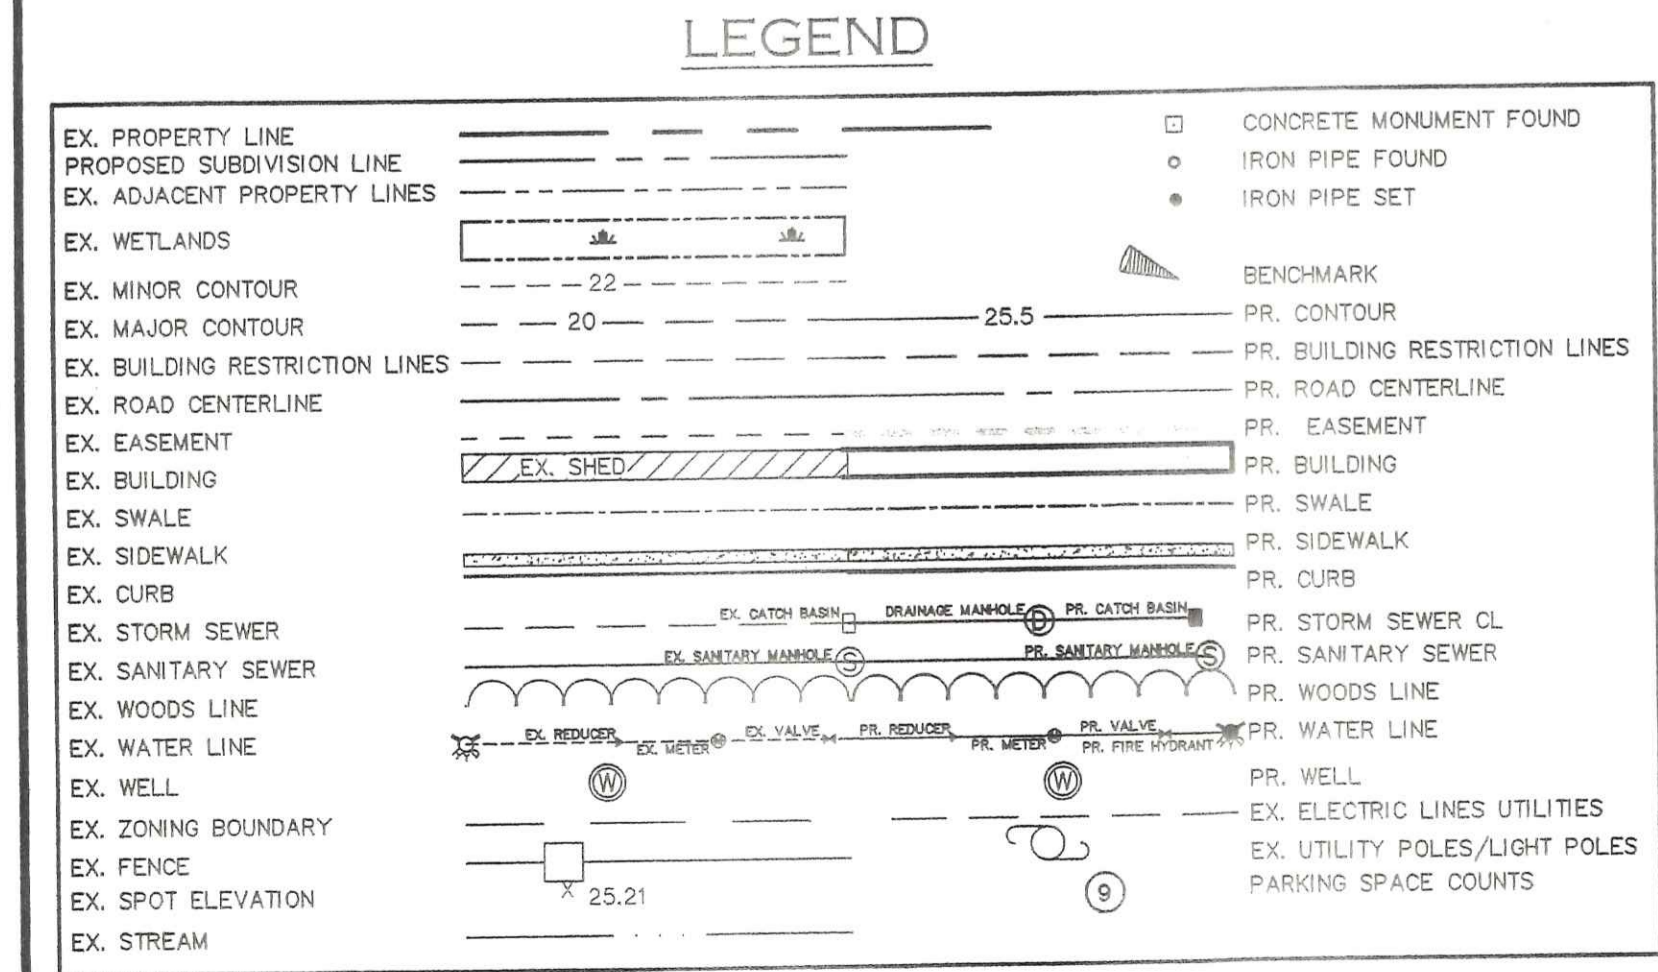 LEGEND
EX. PROPERTY LINE
PROPOSED SUBDIVISION LINE
EX. ADJACENT PROPERTY LINES
EX. WETLANDS
EX. MINOR CONTOUR 22
EX. MAJOR CONTOUR 20
EX. BUILDING RESTRICTION LINES
EX. ROAD CENTERLINE
EX. EASEMENT
EX. BUILDING EX. SHED
EX. SWALE
EX. SIDEWALK
EX. CURB
EX. STORM SEWER EX. CATCH BASIN DRAINAGE MANHOLE D PR. CATCH BASIN
EX. SANITARY SEWER EX. SANITARY MANHOLE S PR. SANITARY MANHOLE S
EX. WOODS LINE
EX. WATER LINE EX. REDUCER EX. METER EX. VALVE PR. REDUCER PR. METER PR. VALVE PR. FIRE HYDRANT
EX. WELL W W
EX. ZONING BOUNDARY
EX. FENCE
EX. SPOT ELEVATION X 25.21
EX. STREAM
CONCRETE MONUMENT FOUND
IRON PIPE FOUND
IRON PIPE SET
BENCHMARK
25.5 PR. CONTOUR
PR. BUILDING RESTRICTION LINES
PR. ROAD CENTERLINE
PR. EASEMENT
PR. BUILDING
PR. SWALE
PR. SIDEWALK
PR. CURB
PR. STORM SEWER CL
PR. SANITARY SEWER
PR. WOODS LINE
PR. WATER LINE
PR. WELL
EX. ELECTRIC LINES UTILITIES
EX. UTILITY POLES/LIGHT POLES
9 PARKING SPACE COUNTS